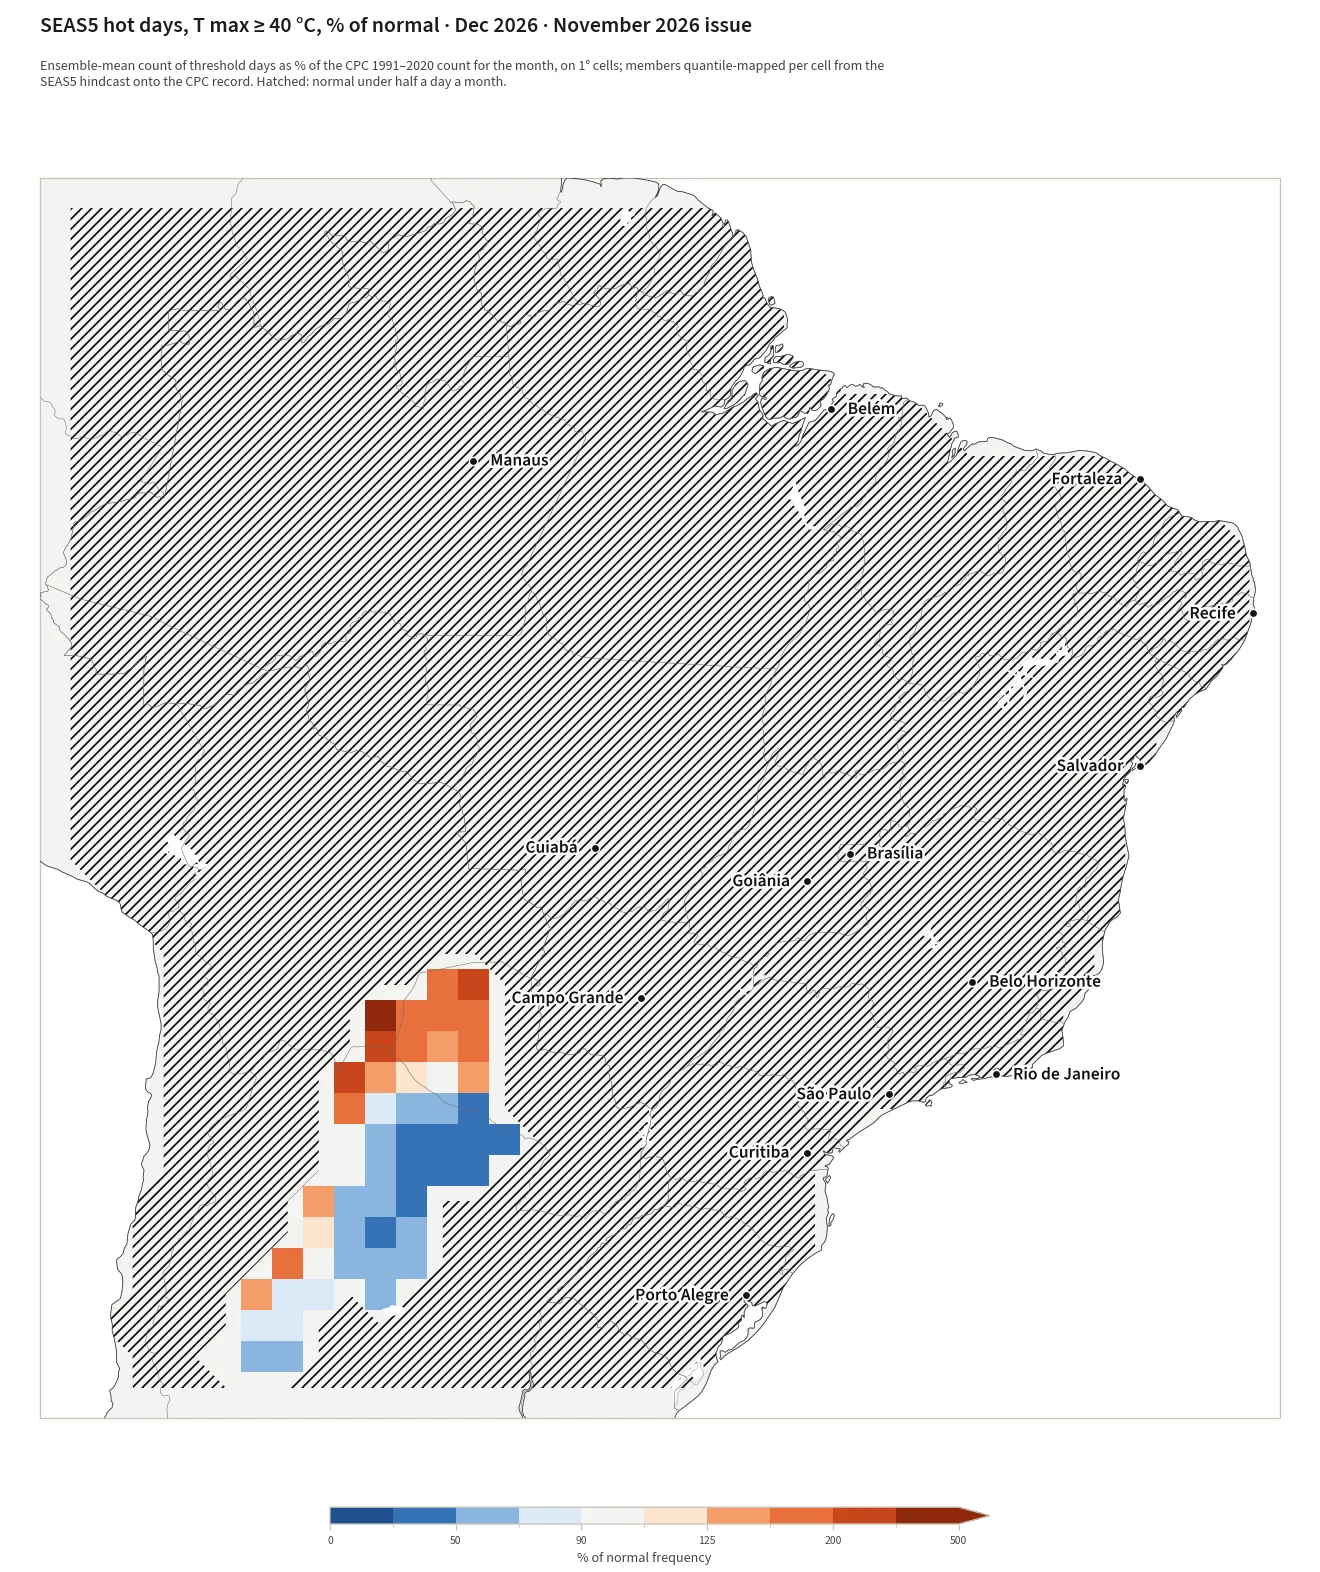 SEAS5 hot days, T max ≥ 40 °C, % of normal · Dec 2026 · November 2026 issue
Ensemble-mean count of threshold days as % of the CPC 1991–2020 count for the month, on 1° cells; members quantile-mapped per cell from the
SEAS5 hindcast onto the CPC record. Hatched: normal under half a day a month.
Belém
Manaus
Fortaleza
Recife
Salvador
Cuiabá
Brasília
Goiânia
Belo Horizonte
Campo Grande
Rio de Janeiro
São Paulo
Curitiba
Porto Alegre
0 50 90 125 200 500
% of normal frequency